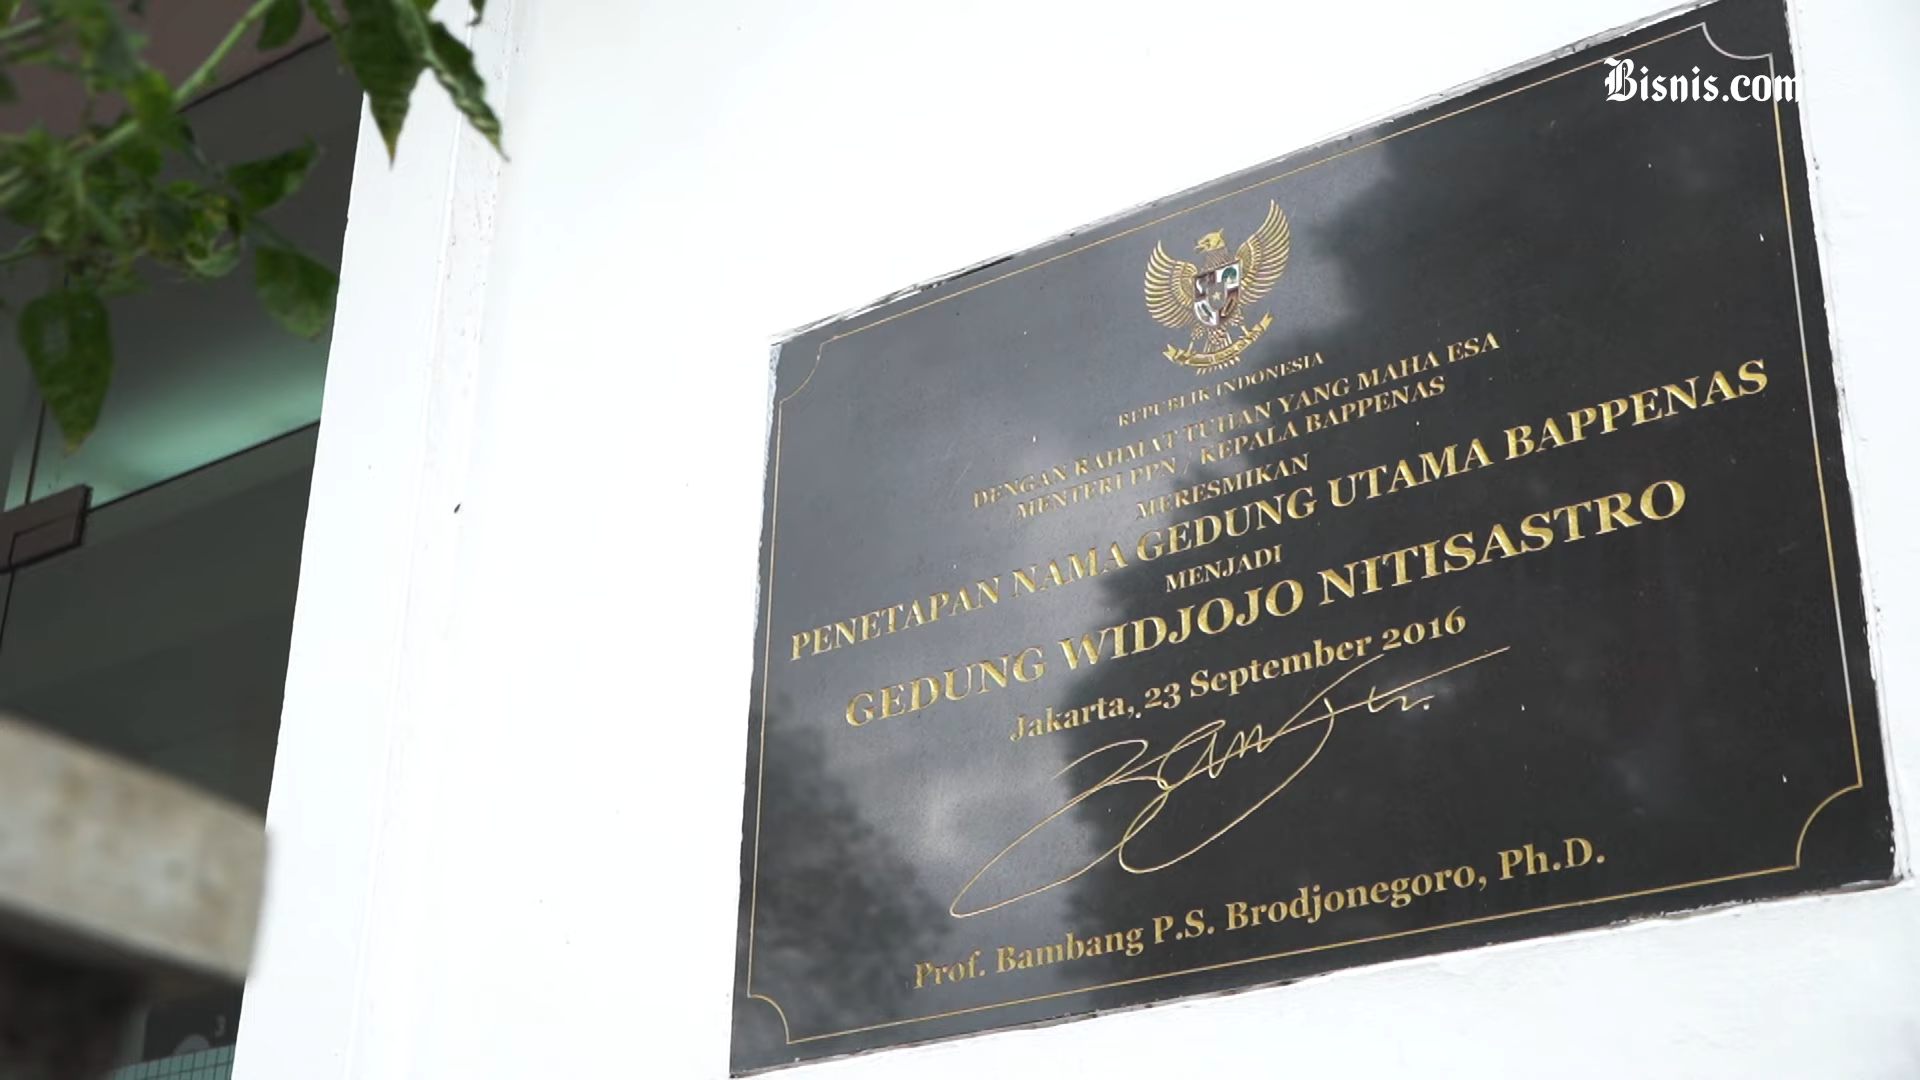 Bisnis.com
REPUBLIK INDONESIA
DENGAN RAHMAT TUHAN YANG MAHA ESA
MENTERI PPN / KEPALA BAPPENAS
MERESMIKAN
PENETAPAN NAMA GEDUNG UTAMA BAPPENAS
MENJADI
GEDUNG WIDJOJO NITISASTRO
Jakarta, 23 September 2016
Prof. Bambang P.S. Brodjonegoro, Ph.D.